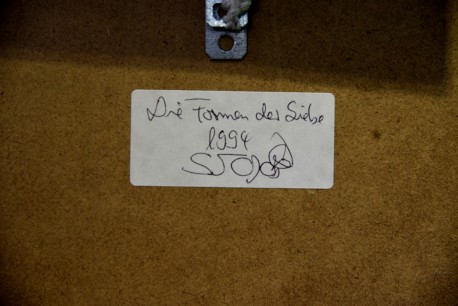 Die Formen der Liebe
1994